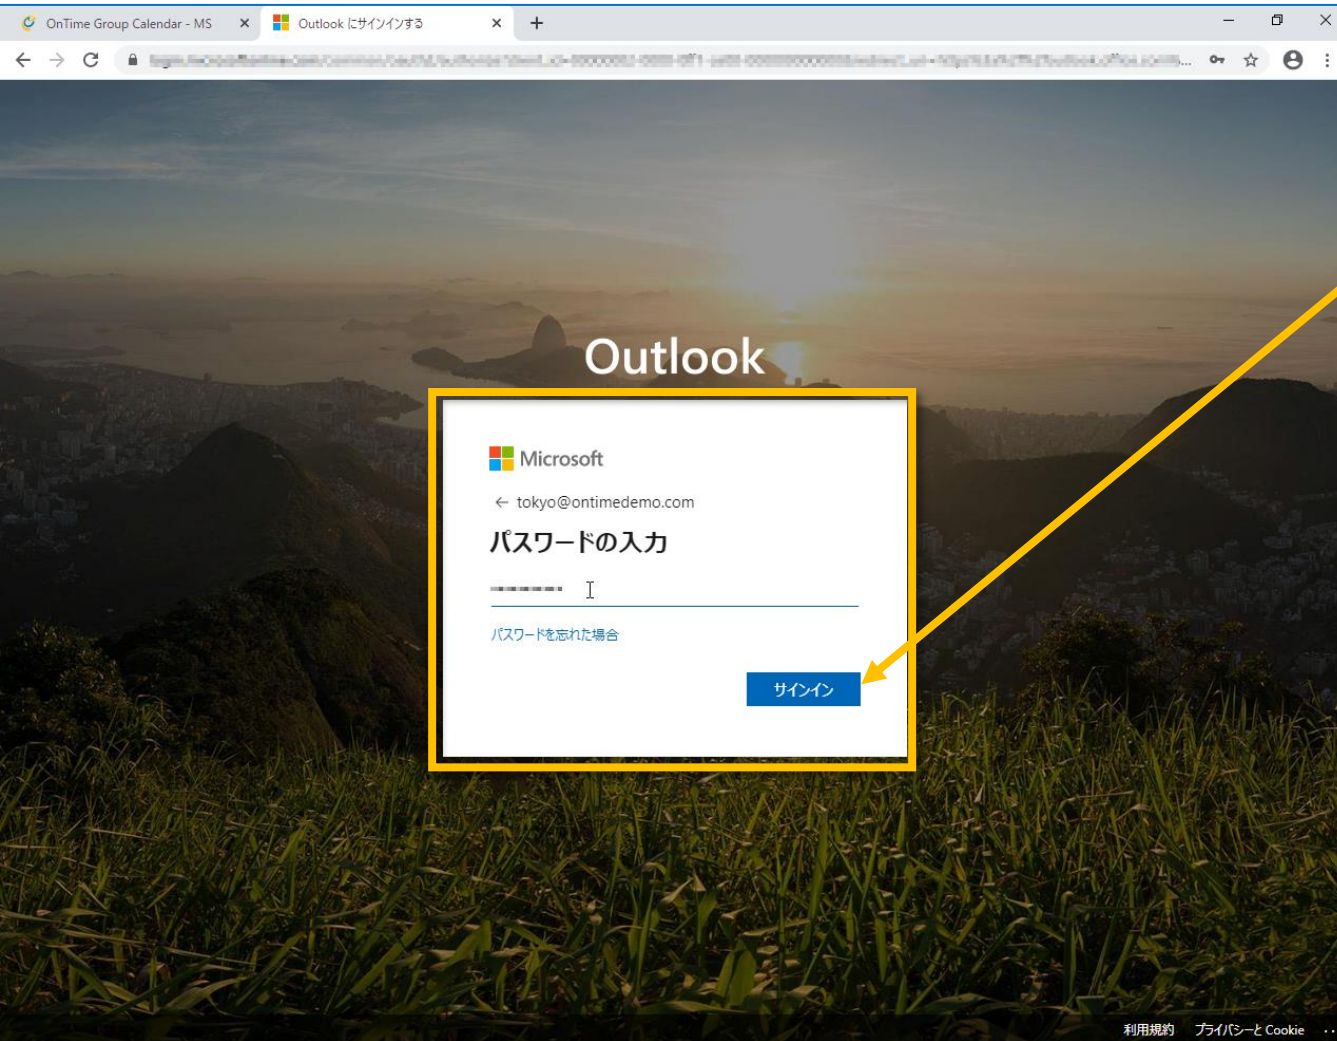 OnTime Group Calendar - MS
Outlook にサインインする
Outlook
Microsoft
tokyo@ontimedemo.com
パスワードの入力
パスワードを忘れた場合
サインイン
利用規約 プライバシーと Cookie